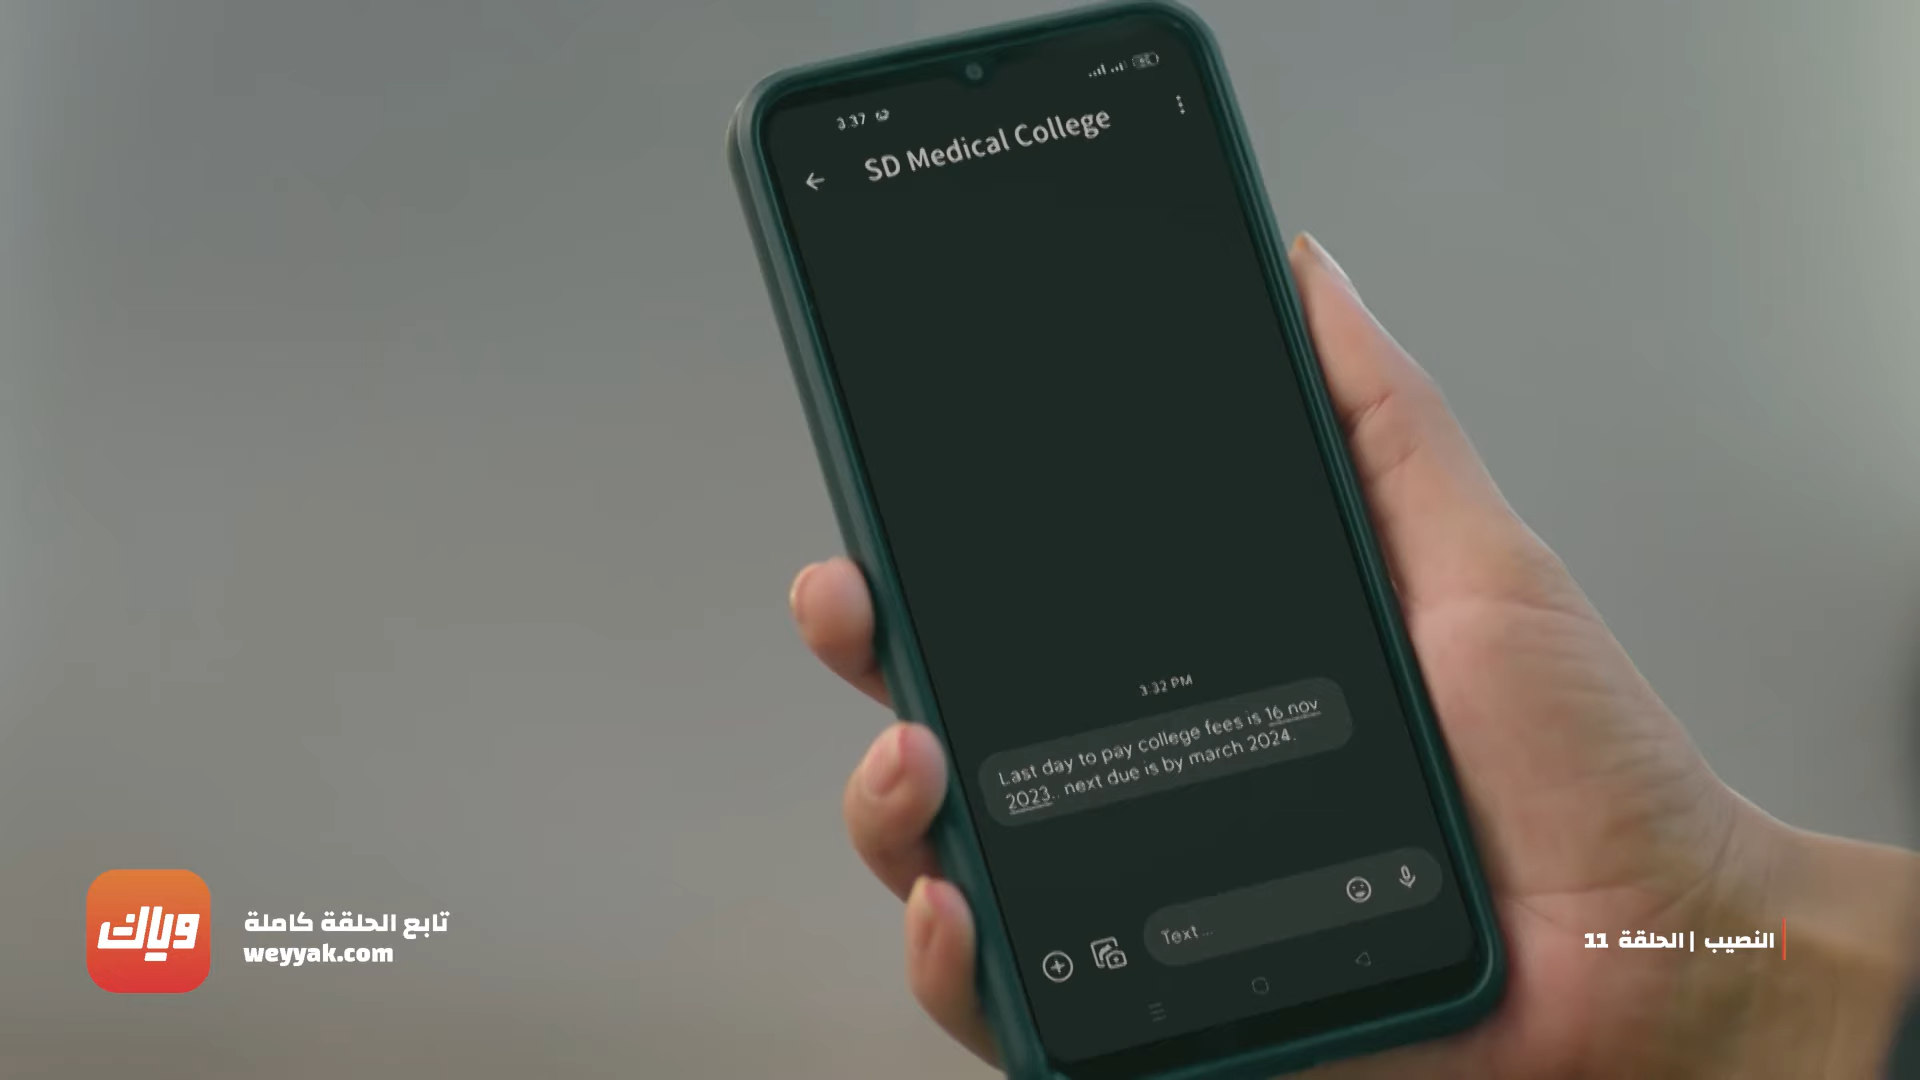 3:37
SD Medical College
3:32 PM
Last day to pay college fees is 16 nov
2023.. next due is by march 2024.
Text...
وياك
تابع الحلقة كاملة
weyyak.com
النصيب | الحلقة 11